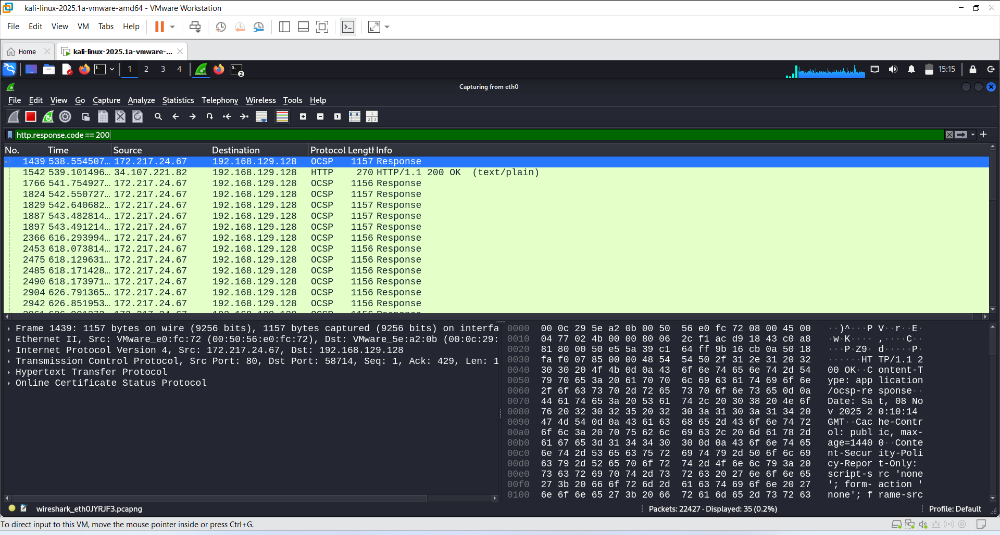 kali-linux-2025.1a-vmware-amd64 - VMware Workstation
File Edit View VM Tabs Help
Home kali-linux-2025.1a-vmware-...
1 2 3 4 2 15:15
Capturing from eth0
File Edit View Go Capture Analyze Statistics Telephony Wireless Tools Help
http.response.code == 200
No. Time Source Destination Protocol Lengtl Info
1439 538.554507… 172.217.24.67 192.168.129.128 OCSP 1157 Response
1542 539.101496… 34.107.221.82 192.168.129.128 HTTP 270 HTTP/1.1 200 OK (text/plain)
1766 541.754927… 172.217.24.67 192.168.129.128 OCSP 1156 Response
1824 542.550727… 172.217.24.67 192.168.129.128 OCSP 1157 Response
1829 542.640682… 172.217.24.67 192.168.129.128 OCSP 1157 Response
1887 543.482814… 172.217.24.67 192.168.129.128 OCSP 1157 Response
1897 543.491214… 172.217.24.67 192.168.129.128 OCSP 1157 Response
2366 616.293994… 172.217.24.67 192.168.129.128 OCSP 1156 Response
2453 618.073814… 172.217.24.67 192.168.129.128 OCSP 1156 Response
2475 618.129631… 172.217.24.67 192.168.129.128 OCSP 1156 Response
2485 618.171428… 172.217.24.67 192.168.129.128 OCSP 1156 Response
2490 618.173971… 172.217.24.67 192.168.129.128 OCSP 1156 Response
2904 626.791365… 172.217.24.67 192.168.129.128 OCSP 1156 Response
2942 626.851953… 172.217.24.67 192.168.129.128 OCSP 1156 Response
Frame 1439: 1157 bytes on wire (9256 bits), 1157 bytes captured (9256 bits) on interfa
Ethernet II, Src: VMware_e0:fc:72 (00:50:56:e0:fc:72), Dst: VMware_5e:a2:0b (00:0c:29:
Internet Protocol Version 4, Src: 172.217.24.67, Dst: 192.168.129.128
Transmission Control Protocol, Src Port: 80, Dst Port: 58714, Seq: 1, Ack: 429, Len: 1
Hypertext Transfer Protocol
Online Certificate Status Protocol
0000 00 0c 29 5e a2 0b 00 50 56 e0 fc 72 08 00 45 00 ··)^···P V··r··E·
0010 04 77 02 4b 00 00 80 06 2c f1 ac d9 18 43 c0 a8 ·w·K···· ,····C··
0020 81 80 00 50 e5 5a 39 c1 64 ff 9b 16 cb 0a 50 18 ···P·Z9· d·····P·
0030 fa f0 07 85 00 00 48 54 54 50 2f 31 2e 31 20 32 ······HT TP/1.1 2
0040 30 30 20 4f 4b 0d 0a 43 6f 6e 74 65 6e 74 2d 54 00 OK··C ontent-T
0050 79 70 65 3a 20 61 70 70 6c 69 63 61 74 69 6f 6e ype: app lication
0060 2f 6f 63 73 70 2d 72 65 73 70 6f 6e 73 65 0d 0a /ocsp-re sponse··
0070 44 61 74 65 3a 20 53 61 74 2c 20 30 38 20 4e 6f Date: Sa t, 08 No
0080 76 20 32 30 32 35 20 32 30 3a 31 30 3a 31 34 20 v 2025 2 0:10:14
0090 47 4d 54 0d 0a 43 61 63 68 65 2d 43 6f 6e 74 72 GMT··Cac he-Contr
00a0 6f 6c 3a 20 70 75 62 6c 69 63 2c 20 6d 61 78 2d ol: publ ic, max-
00b0 61 67 65 3d 31 34 34 30 30 0d 0a 43 6f 6e 74 65 age=1440 0··Conte
00c0 6e 74 2d 53 65 63 75 72 69 74 79 2d 50 6f 6c 69 nt-Secur ity-Poli
00d0 63 79 2d 52 65 70 6f 72 74 2d 4f 6e 6c 79 3a 20 cy-Repor t-Only:
00e0 73 63 72 69 70 74 2d 73 72 63 20 27 6e 6f 6e 65 script-s rc 'none
00f0 27 3b 20 66 6f 72 6d 2d 61 63 74 69 6f 6e 20 27 '; form- action '
0100 6e 6f 6e 65 27 3b 20 66 72 61 6d 65 2d 73 72 63 none'; f rame-src
wireshark_eth0JYRJF3.pcapng Packets: 22427 · Displayed: 35 (0.2%) Profile: Default
To direct input to this VM, move the mouse pointer inside or press Ctrl+G.